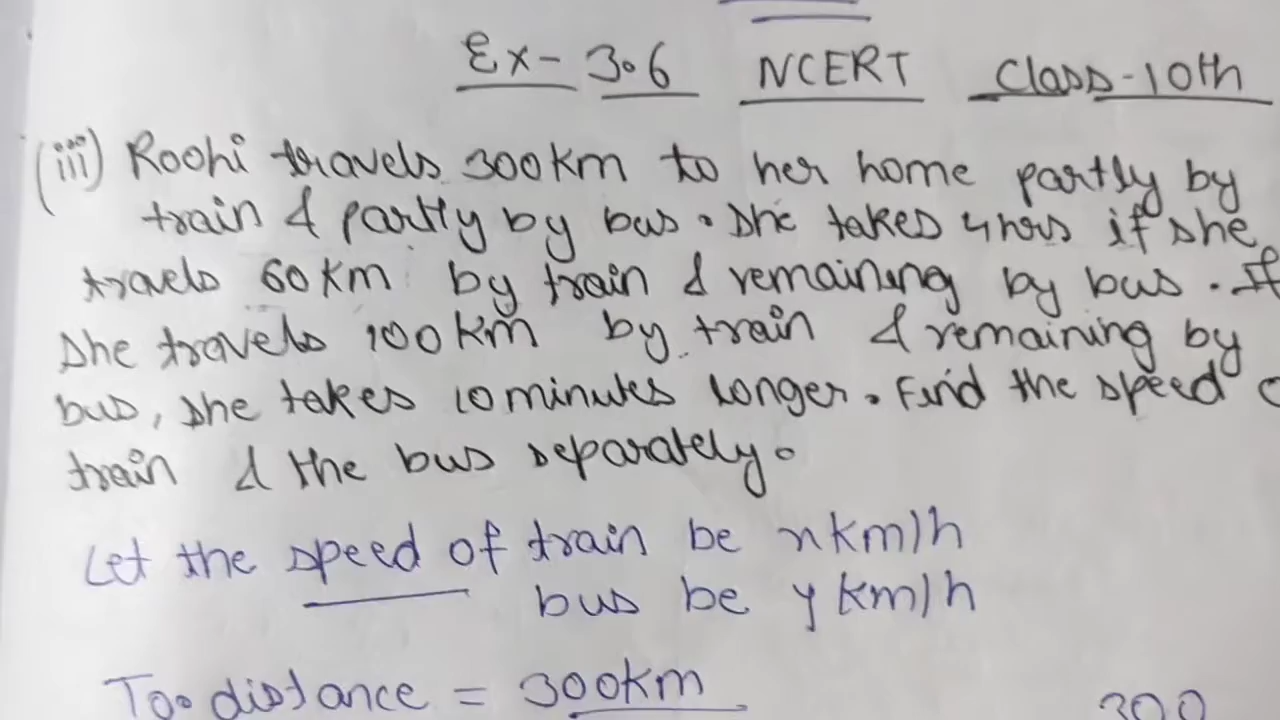 Ex- 3.6 NCERT Class-10th
(iii) Roohi travels 300km to her home partly by
train & partly by bus. She takes 4hrs if she
travels 60km by train & remaining by bus. If
she travels 100km by train & remaining by
bus, she takes 10 minutes longer. Find the speed
train & the bus separately.
Let the speed of train be x km/h
bus be y km/h
To. distance = 300km
300